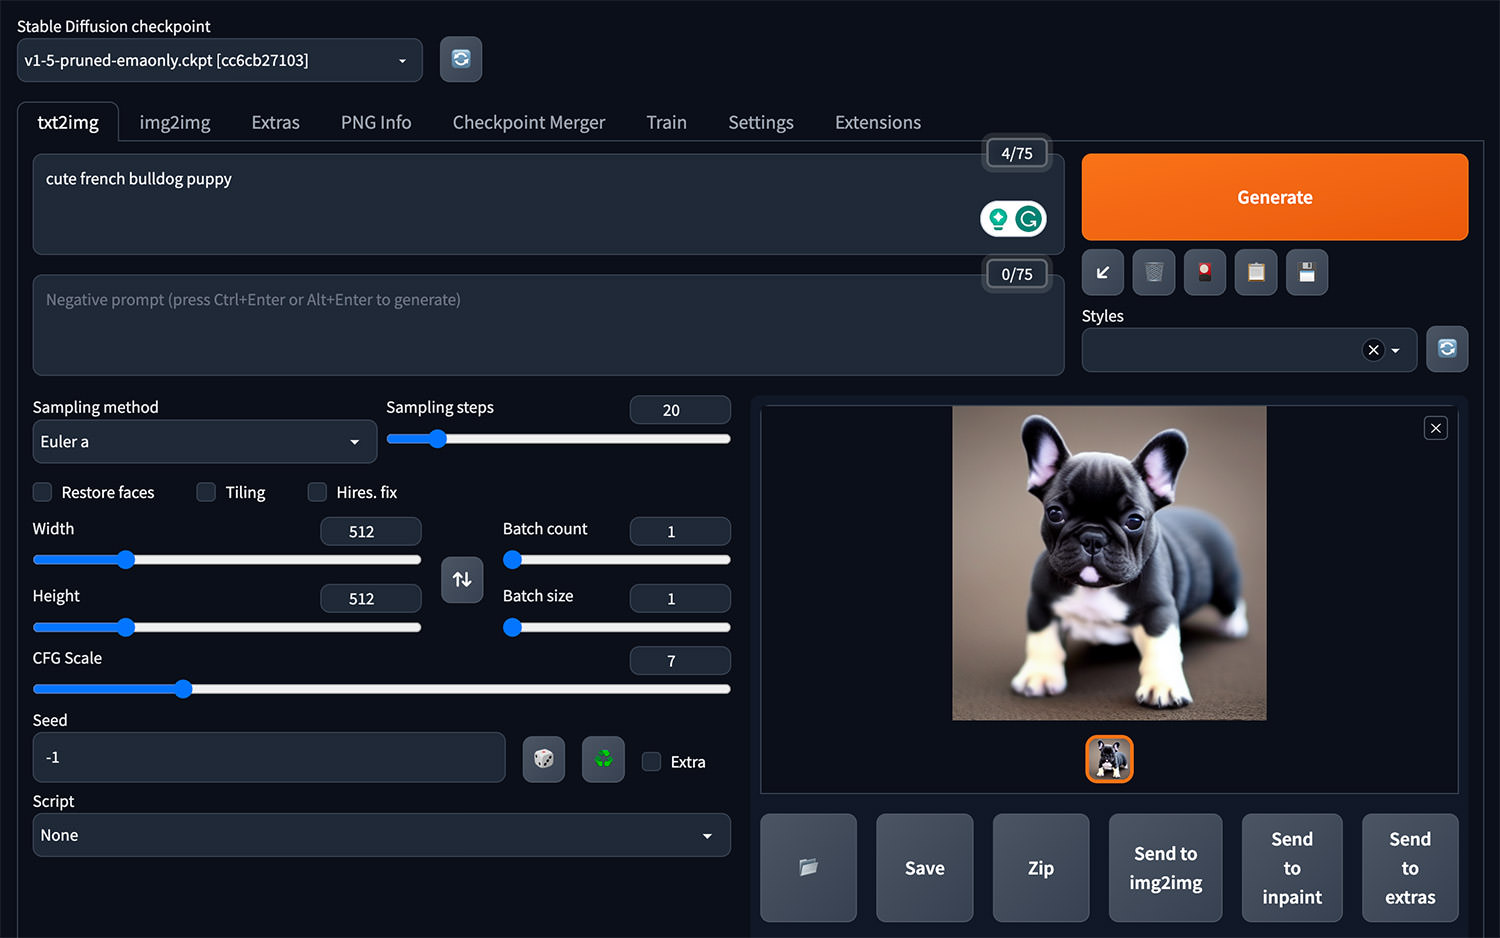 Stable Diffusion checkpoint
v1-5-pruned-emaonly.ckpt [cc6cb27103]
txt2img
img2img
Extras
PNG Info
Checkpoint Merger
Train
Settings
Extensions
4/75
cute french bulldog puppy
Generate
0/75
Negative prompt (press Ctrl+Enter or Alt+Enter to generate)
Styles
Sampling method
Euler a
Sampling steps
20
Restore faces
Tiling
Hires. fix
Width
512
Batch count
1
Height
512
Batch size
1
CFG Scale
7
Seed
-1
Extra
Script
None
Save
Zip
Send to
img2img
Send
to
inpaint
Send
to
extras